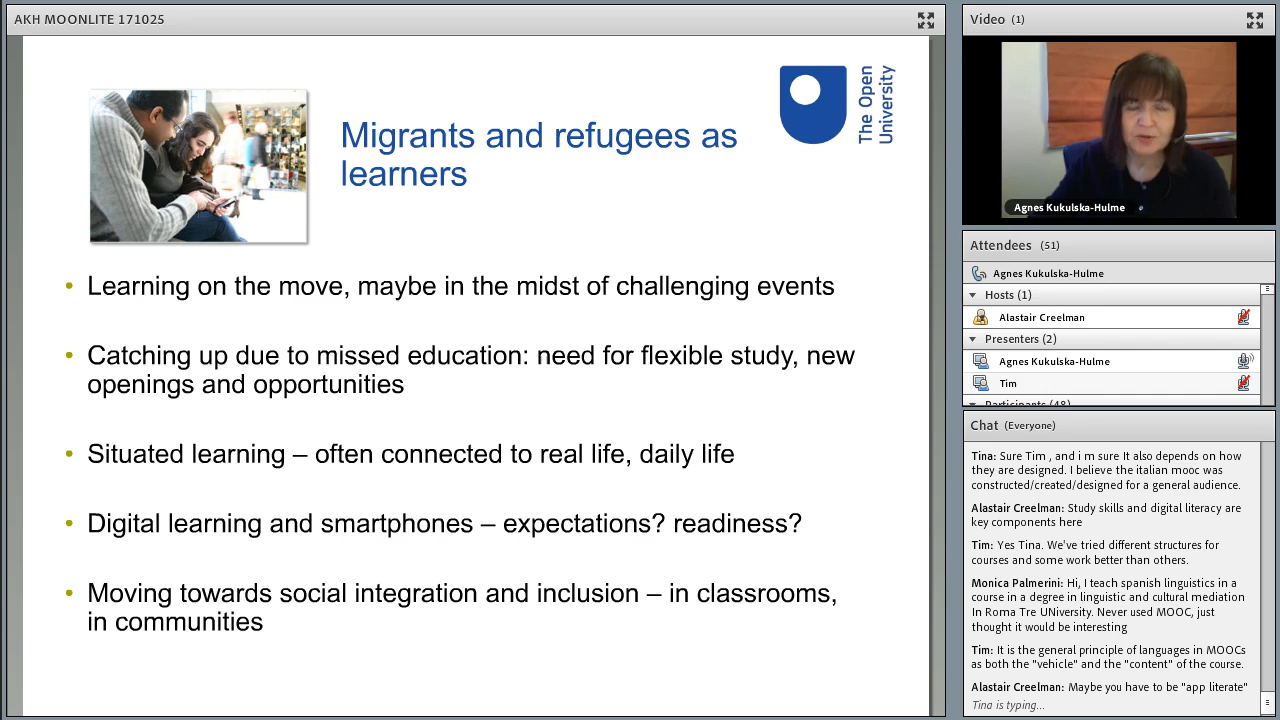 AKH MOONLITE 171025
The Open
University
Migrants and refugees as
learners
• Learning on the move, maybe in the midst of challenging events
• Catching up due to missed education: need for flexible study, new
openings and opportunities
• Situated learning – often connected to real life, daily life
• Digital learning and smartphones – expectations? readiness?
• Moving towards social integration and inclusion – in classrooms,
in communities
Video (1)
Agnes Kukulska-Hulme
Attendees (51)
Agnes Kukulska-Hulme
Hosts (1)
Alastair Creelman
Presenters (2)
Agnes Kukulska-Hulme
Tim
Participants (48)
Chat (Everyone)
Tina: Sure Tim , and i m sure It also depends on how
they are designed. I believe the italian mooc was
constructed/created/designed for a general audience.
Alastair Creelman: Study skills and digital literacy are
key components here
Tim: Yes Tina. We've tried different structures for
courses and some work better than others.
Monica Palmerini: Hi, I teach spanish linguistics in a
course in a degree in linguistic and cultural mediation
In Roma Tre UNiversity. Never used MOOC, just
thought it would be interesting
Tim: It is the general principle of languages in MOOCs
as both the "vehicle" and the "content" of the course.
Alastair Creelman: Maybe you have to be "app literate"
Tina is typing...